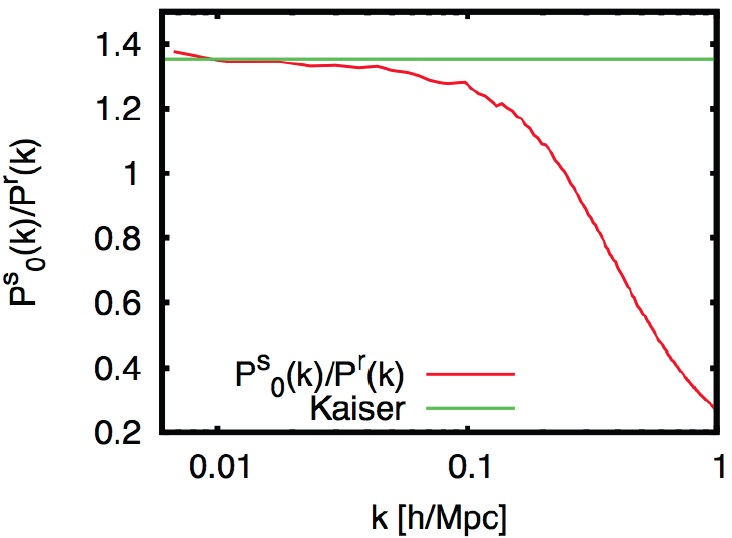 1.4
1.2
1
0.8
0.6
0.4
0.2
P^s_0(k)/P^r(k)
P^s_0(k)/P^r(k)
Kaiser
0.01 0.1 1
k [h/Mpc]